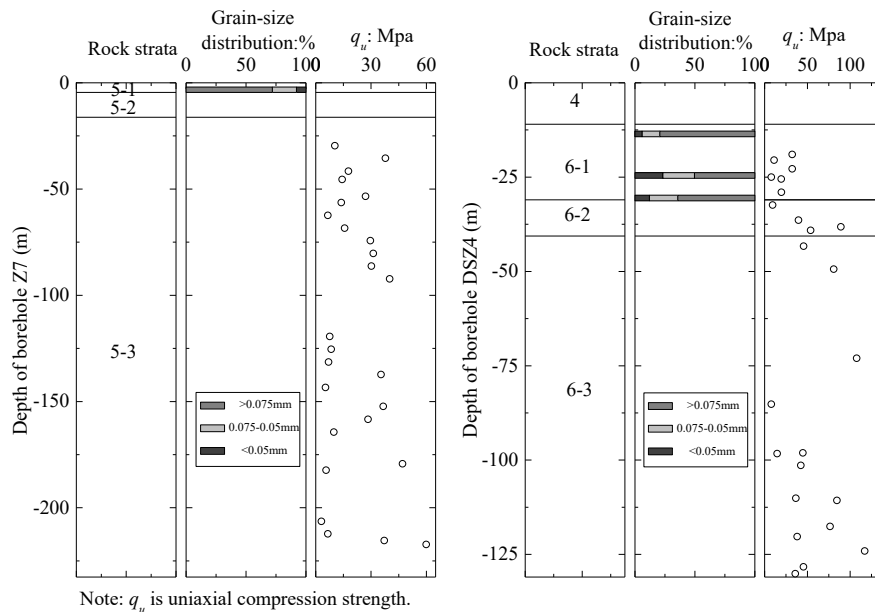 Grain-size
Rock strata
distribution:%
q_u: Mpa
0
50
100
0
30
60
0
-50
-100
-150
-200
Depth of borehole Z7 (m)
5-1
5-2
5-3
>0.075mm
0.075-0.05mm
<0.05mm
Grain-size
Rock strata
distribution:%
q_u: Mpa
0
50
100
0
50
100
0
-25
-50
-75
-100
-125
Depth of borehole DSZ4 (m)
4
6-1
6-2
6-3
>0.075mm
0.075-0.05mm
<0.05mm
Note: q_u is uniaxial compression strength.